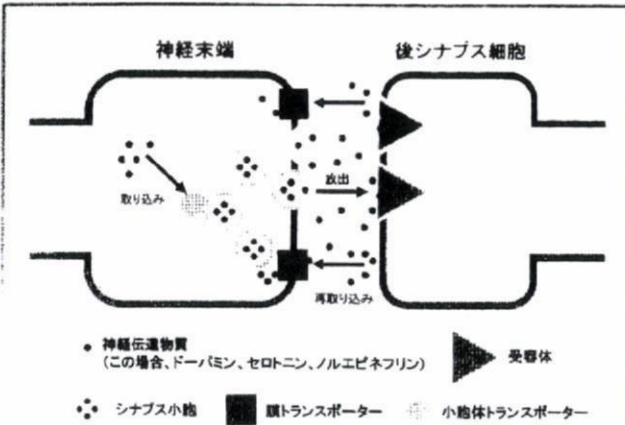 神経末端
後シナプス細胞
取り込み
放出
再取り込み
神経伝達物質
(この場合、ドーパミン、セロトニン、ノルエピネフリン)
受容体
シナプス小胞
膜トランスポーター
小胞体トランスポーター